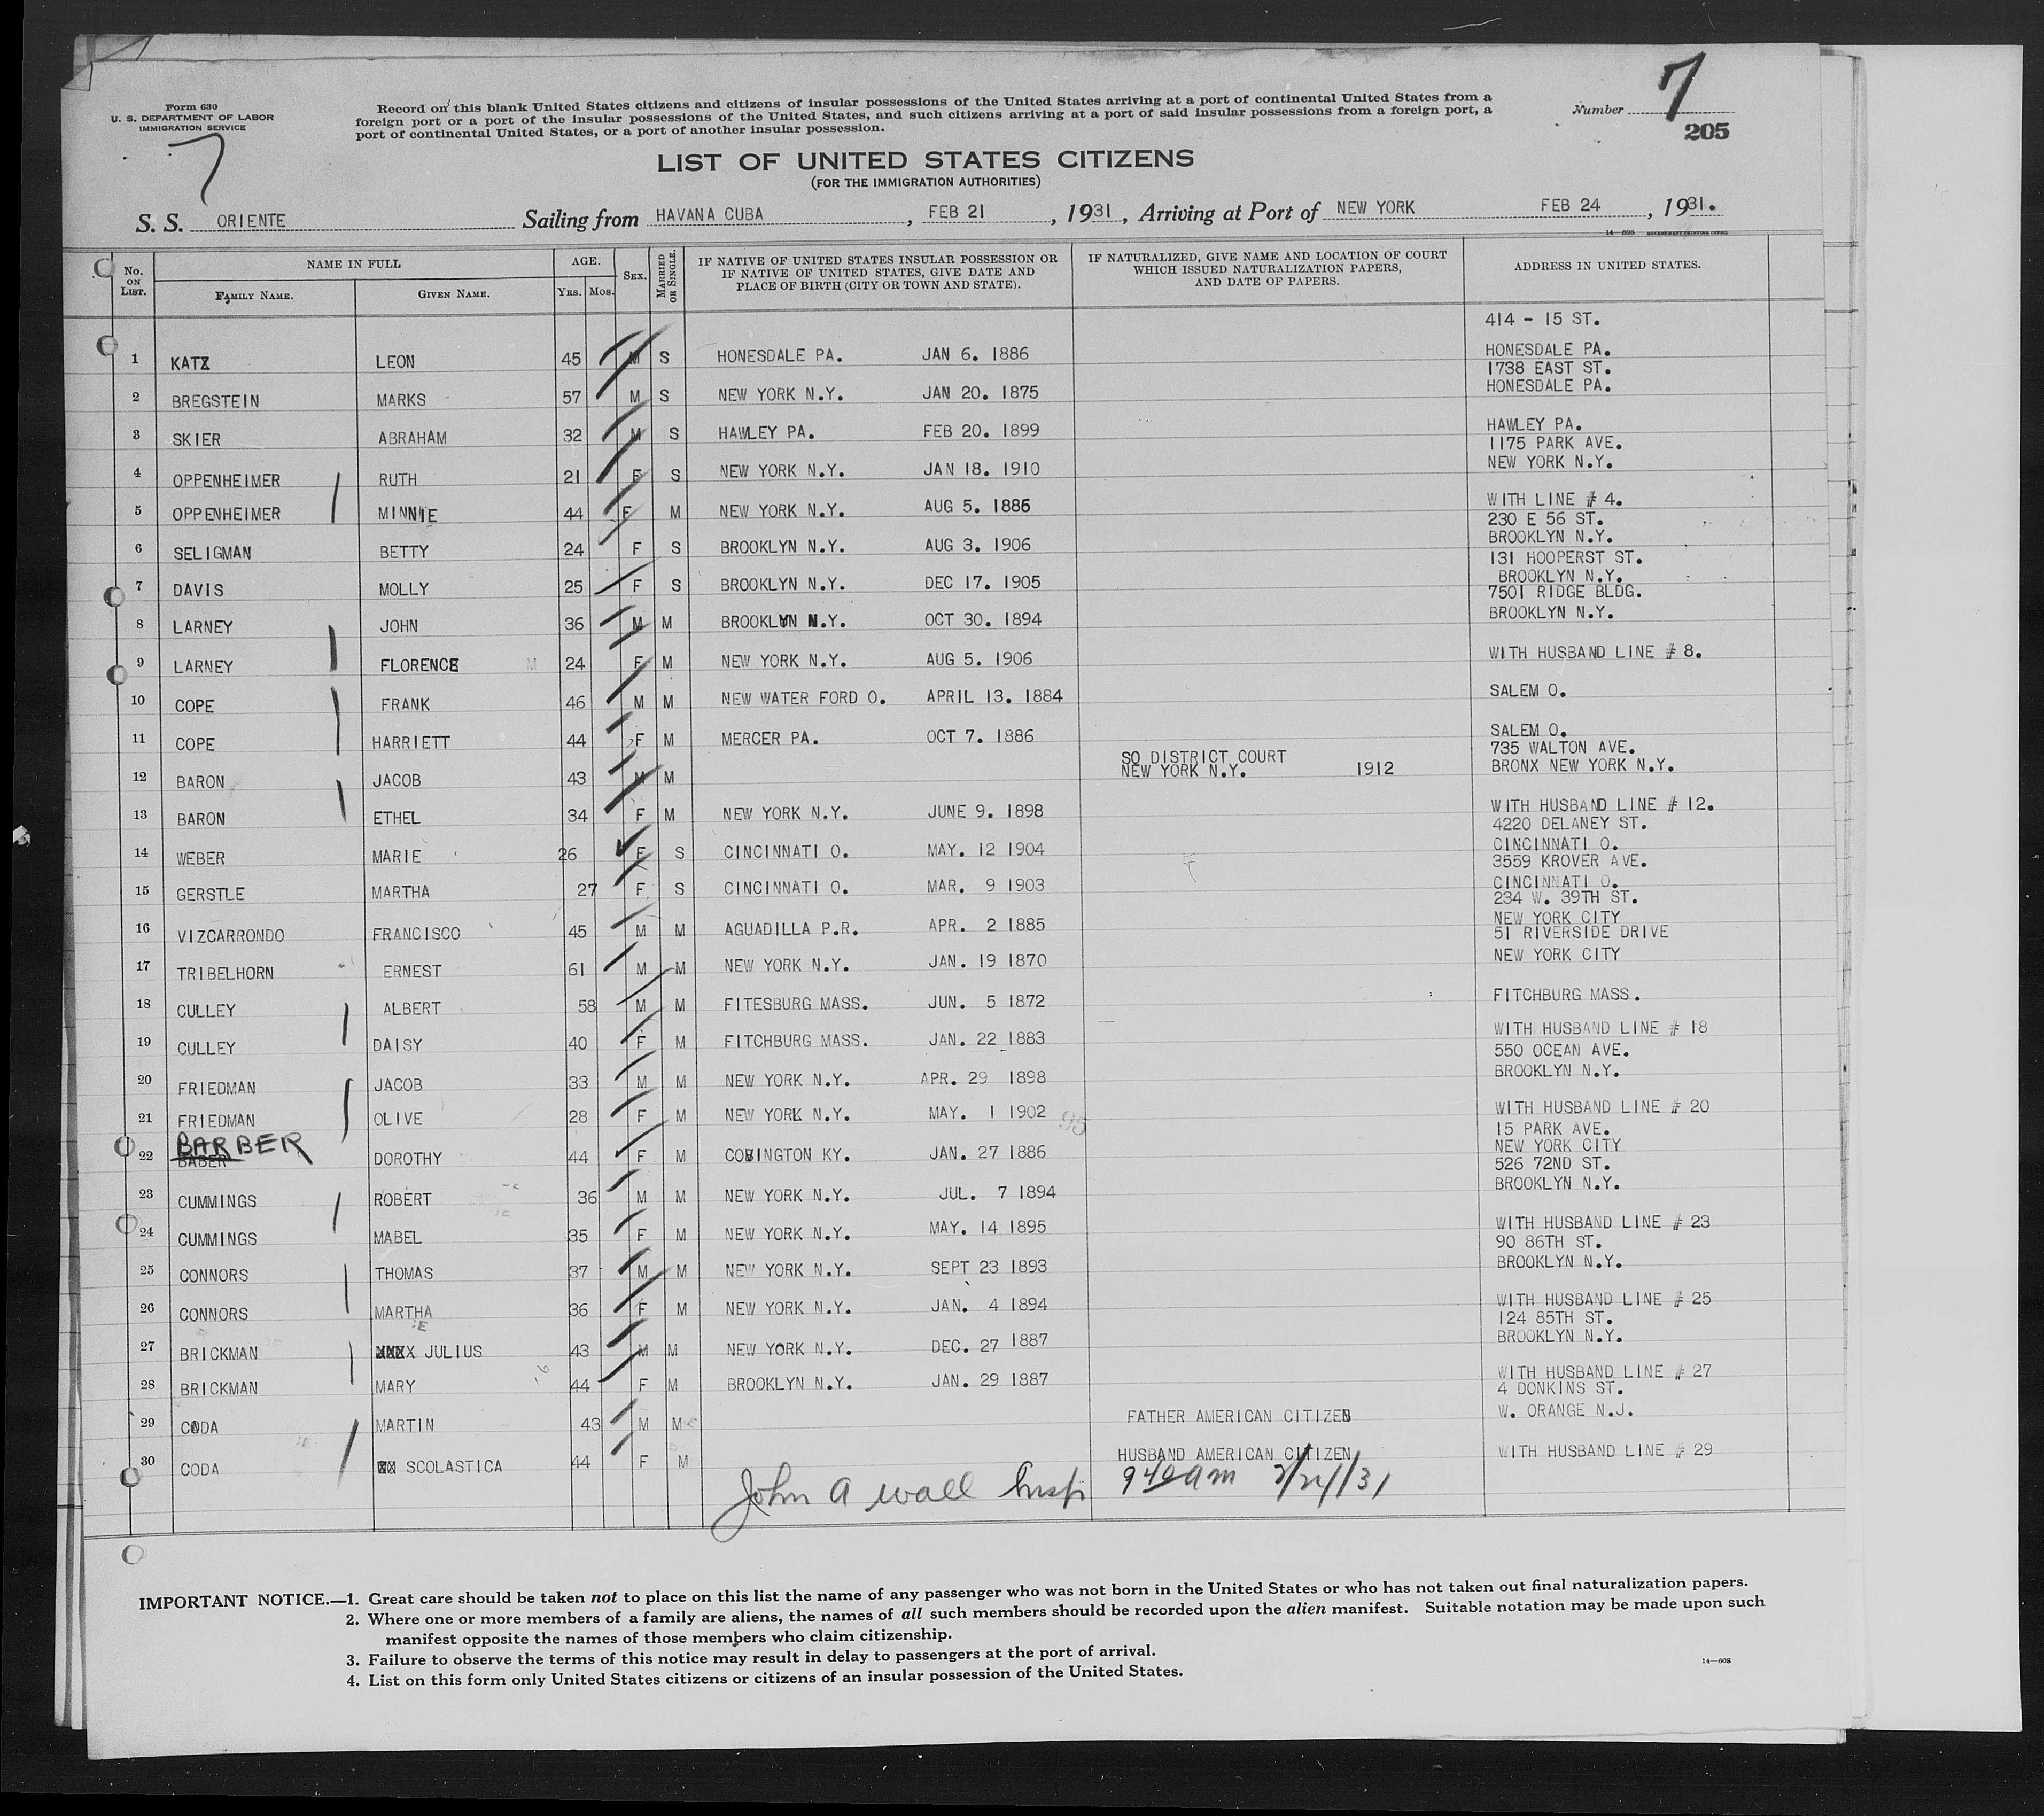 Form 630
U. S. DEPARTMENT OF LABOR
IMMIGRATION SERVICE
7
Record on this blank United States citizens and citizens of insular possessions of the United States arriving at a port of continental United States from a
foreign port or a port of the insular possessions of the United States, and such citizens arriving at a port of said insular possessions from a foreign port, a
port of continental United States, or a port of another insular possession.
Number 7
205
LIST OF UNITED STATES CITIZENS
(FOR THE IMMIGRATION AUTHORITIES)
S. S. ORIENTE Sailing from HAVANA CUBA, FEB 21, 1931, Arriving at Port of NEW YORK FEB 24, 1931.
No. ON LIST. NAME IN FULL FAMILY NAME. GIVEN NAME. AGE. YRS. MOS. SEX. MARRIED OR SINGLE. IF NATIVE OF UNITED STATES INSULAR POSSESSION OR IF NATIVE OF UNITED STATES, GIVE DATE AND PLACE OF BIRTH (CITY OR TOWN AND STATE). IF NATURALIZED, GIVE NAME AND LOCATION OF COURT WHICH ISSUED NATURALIZATION PAPERS, AND DATE OF PAPERS. ADDRESS IN UNITED STATES.
414 - 15 ST.
1 KATZ LEON 45 M S HONESDALE PA. JAN 6. 1886 HONESDALE PA.
1738 EAST ST.
2 BREGSTEIN MARKS 57 M S NEW YORK N.Y. JAN 20. 1875 HONESDALE PA.
3 SKIER ABRAHAM 32 M S HAWLEY PA. FEB 20. 1899 HAWLEY PA.
1175 PARK AVE.
4 OPPENHEIMER RUTH 21 F S NEW YORK N.Y. JAN 18. 1910 NEW YORK N.Y.
5 OPPENHEIMER MINNIE 44 F M NEW YORK N.Y. AUG 5. 1886 WITH LINE # 4.
230 E 56 ST.
6 SELIGMAN BETTY 24 F S BROOKLYN N.Y. AUG 3. 1906 BROOKLYN N.Y.
131 HOOPERST ST.
7 DAVIS MOLLY 25 F S BROOKLYN N.Y. DEC 17. 1905 BROOKLYN N.Y.
7501 RIDGE BLDG.
8 LARNEY JOHN 36 M M BROOKLYN N.Y. OCT 30. 1894 BROOKLYN N.Y.
9 LARNEY FLORENCE M 24 F M NEW YORK N.Y. AUG 5. 1906 WITH HUSBAND LINE # 8.
10 COPE FRANK 46 M M NEW WATER FORD O. APRIL 13. 1884 SALEM O.
11 COPE HARRIETT 44 F M MERCER PA. OCT 7. 1886 SALEM O.
SO DISTRICT COURT 735 WALTON AVE.
12 BARON JACOB 43 M M NEW YORK N.Y. 1912 BRONX NEW YORK N.Y.
13 BARON ETHEL 34 F M NEW YORK N.Y. JUNE 9. 1898 WITH HUSBAND LINE # 12.
4220 DELANEY ST.
14 WEBER MARIE 26 F S CINCINNATI O. MAY. 12 1904 CINCINNATI O.
3559 KROVER AVE.
15 GERSTLE MARTHA 27 F S CINCINNATI O. MAR. 9 1903 CINCINNATI O.
234 W. 39TH ST.
16 VIZCARRONDO FRANCISCO 45 M M AGUADILLA P.R. APR. 2 1885 NEW YORK CITY
51 RIVERSIDE DRIVE
17 TRIBELHORN ERNEST 61 M M NEW YORK N.Y. JAN. 19 1870 NEW YORK CITY
18 CULLEY ALBERT 58 M M FITESBURG MASS. JUN. 5 1872 FITCHBURG MASS.
19 CULLEY DAISY 40 F M FITCHBURG MASS. JAN. 22 1883 WITH HUSBAND LINE # 18
550 OCEAN AVE.
20 FRIEDMAN JACOB 33 M M NEW YORK N.Y. APR. 29 1898 BROOKLYN N.Y.
21 FRIEDMAN OLIVE 28 F M NEW YORK N.Y. MAY. 1 1902 WITH HUSBAND LINE # 20
95
15 PARK AVE.
BARBER
22 BABER DOROTHY 44 F M COVINGTON KY. JAN. 27 1886 NEW YORK CITY
526 72ND ST.
23 CUMMINGS ROBERT 36 M M NEW YORK N.Y. JUL. 7 1894 BROOKLYN N.Y.
24 CUMMINGS MABEL 35 F M NEW YORK N.Y. MAY. 14 1895 WITH HUSBAND LINE # 23
90 86TH ST.
25 CONNORS THOMAS 37 M M NEW YORK N.Y. SEPT 23 1893 BROOKLYN N.Y.
26 CONNORS MARTHA 36 F M NEW YORK N.Y. JAN. 4 1894 WITH HUSBAND LINE # 25
124 85TH ST.
27 BRICKMAN JULIUS 43 M M NEW YORK N.Y. DEC. 27 1887 BROOKLYN N.Y.
28 BRICKMAN MARY 44 F M BROOKLYN N.Y. JAN. 29 1887 WITH HUSBAND LINE # 27
4 DONKINS ST.
29 CODA MARTIN 43 M M FATHER AMERICAN CITIZEN W. ORANGE N.J.
30 CODA SCOLASTICA 44 F M HUSBAND AMERICAN CITIZEN WITH HUSBAND LINE # 29
John A Wall Insp 940 am 2/24/31
IMPORTANT NOTICE.—1. Great care should be taken not to place on this list the name of any passenger who was not born in the United States or who has not taken out final naturalization papers.
2. Where one or more members of a family are aliens, the names of all such members should be recorded upon the alien manifest. Suitable notation may be made upon such
manifest opposite the names of those members who claim citizenship.
3. Failure to observe the terms of this notice may result in delay to passengers at the port of arrival.
4. List on this form only United States citizens or citizens of an insular possession of the United States.
14—608